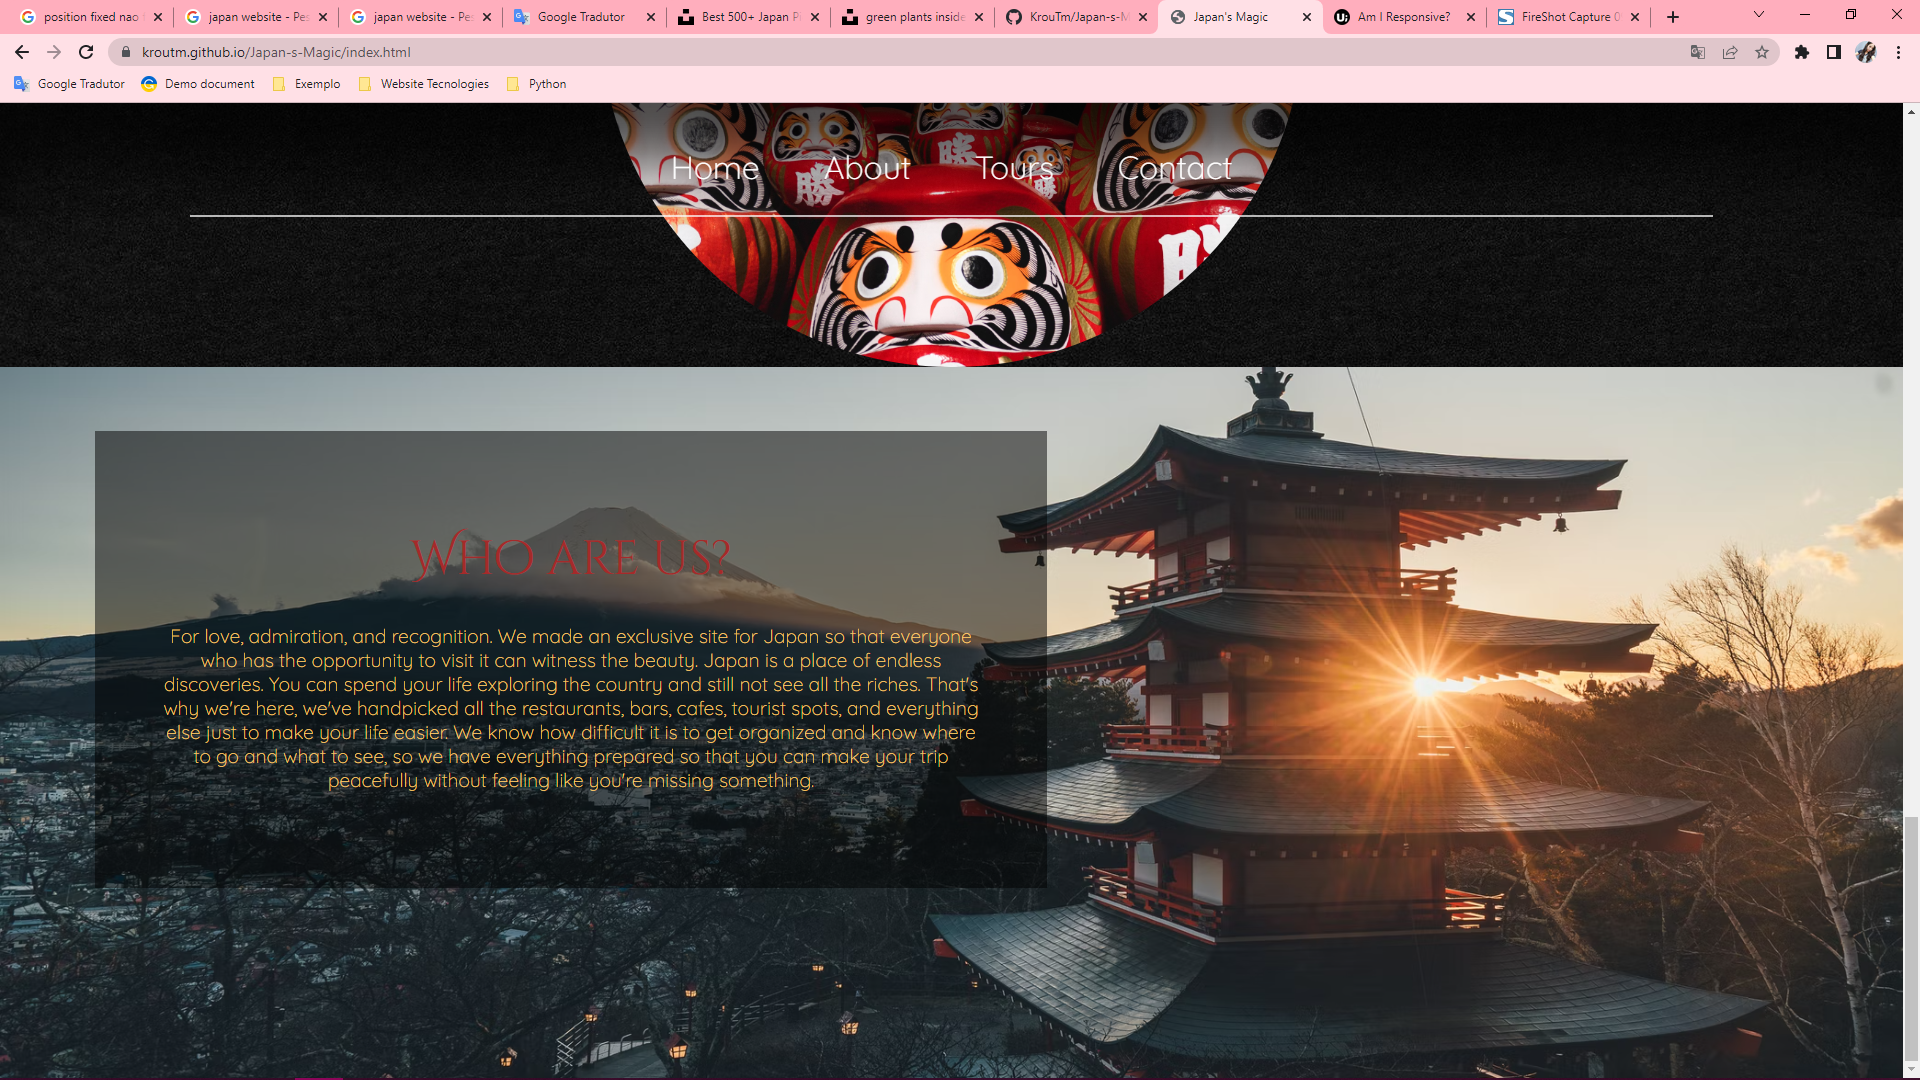 position fixed nao
japan website - Pes
japan website - Pes
Google Tradutor
Best 500+ Japan Pi
green plants inside
KrouTm/Japan-s-M
Japan's Magic
Am I Responsive?
FireShot Capture 0
kroutm.github.io/Japan-s-Magic/index.html
Google Tradutor
Demo document
Exemplo
Website Tecnologies
Python
Home
About
Tours
Contact
勝
勝
勝
Who are us?
For love, admiration, and recognition. We made an exclusive site for Japan so that everyone
who has the opportunity to visit it can witness the beauty. Japan is a place of endless
discoveries. You can spend your life exploring the country and still not see all the riches. That's
why we're here, we've handpicked all the restaurants, bars, cafes, tourist spots, and everything
else just to make your life easier. We know how difficult it is to get organized and know where
to go and what to see, so we have everything prepared so that you can make your trip
peacefully without feeling like you're missing something.